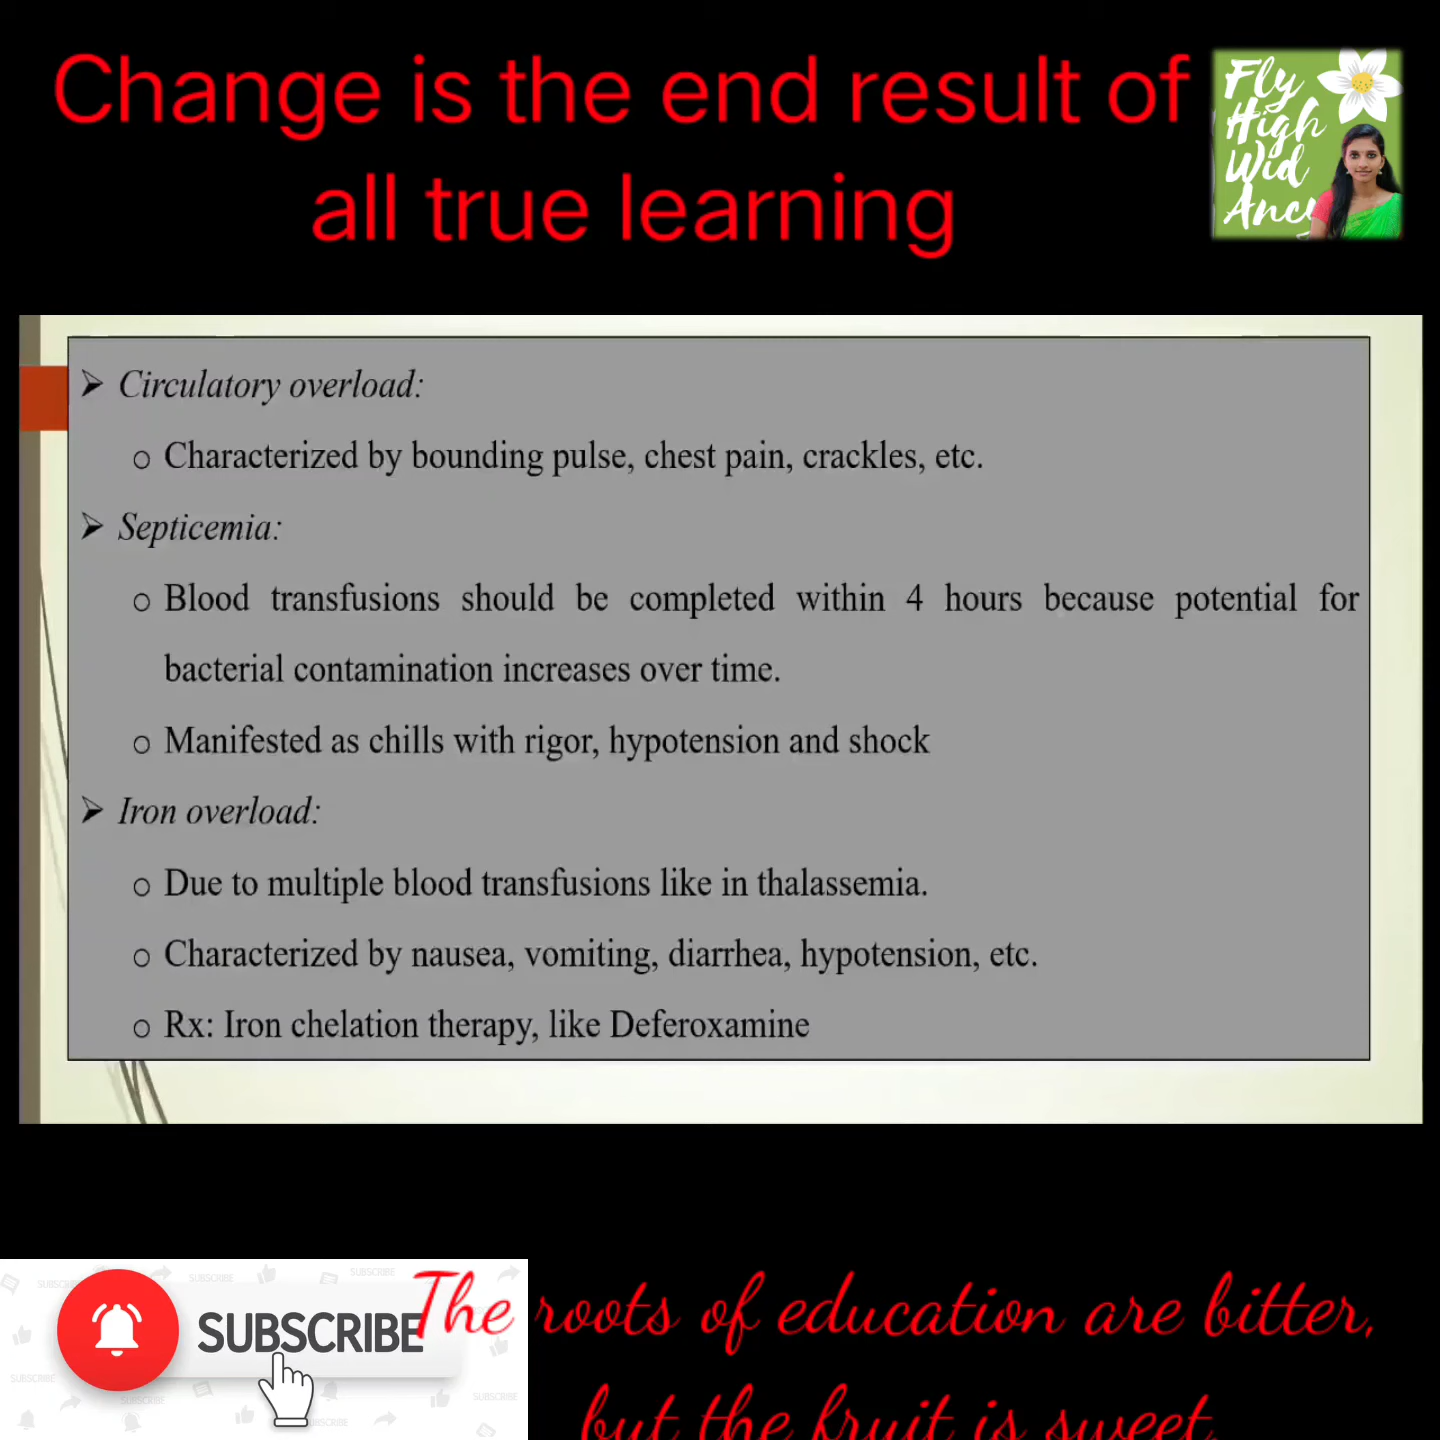 Change is the end result of
all true learning
Fly
High
Wid
Ancy
➢ Circulatory overload:
o Characterized by bounding pulse, chest pain, crackles, etc.
➢ Septicemia:
o Blood transfusions should be completed within 4 hours because potential for
bacterial contamination increases over time.
o Manifested as chills with rigor, hypotension and shock
➢ Iron overload:
o Due to multiple blood transfusions like in thalassemia.
o Characterized by nausea, vomiting, diarrhea, hypotension, etc.
o Rx: Iron chelation therapy, like Deferoxamine
SUBSCRIBE
The roots of education are bitter,
but the fruit is sweet.